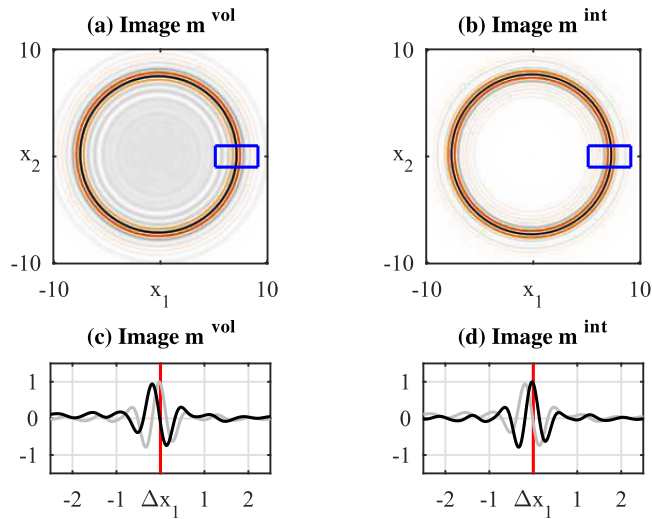 (a) Image m vol
(b) Image m int
10
x2
-10
-10 x1 10
10
x2
-10
-10 x1 10
(c) Image m vol
(d) Image m int
1
0
-1
-2 -1 Δx1 1 2
1
0
-1
-2 -1 Δx1 1 2